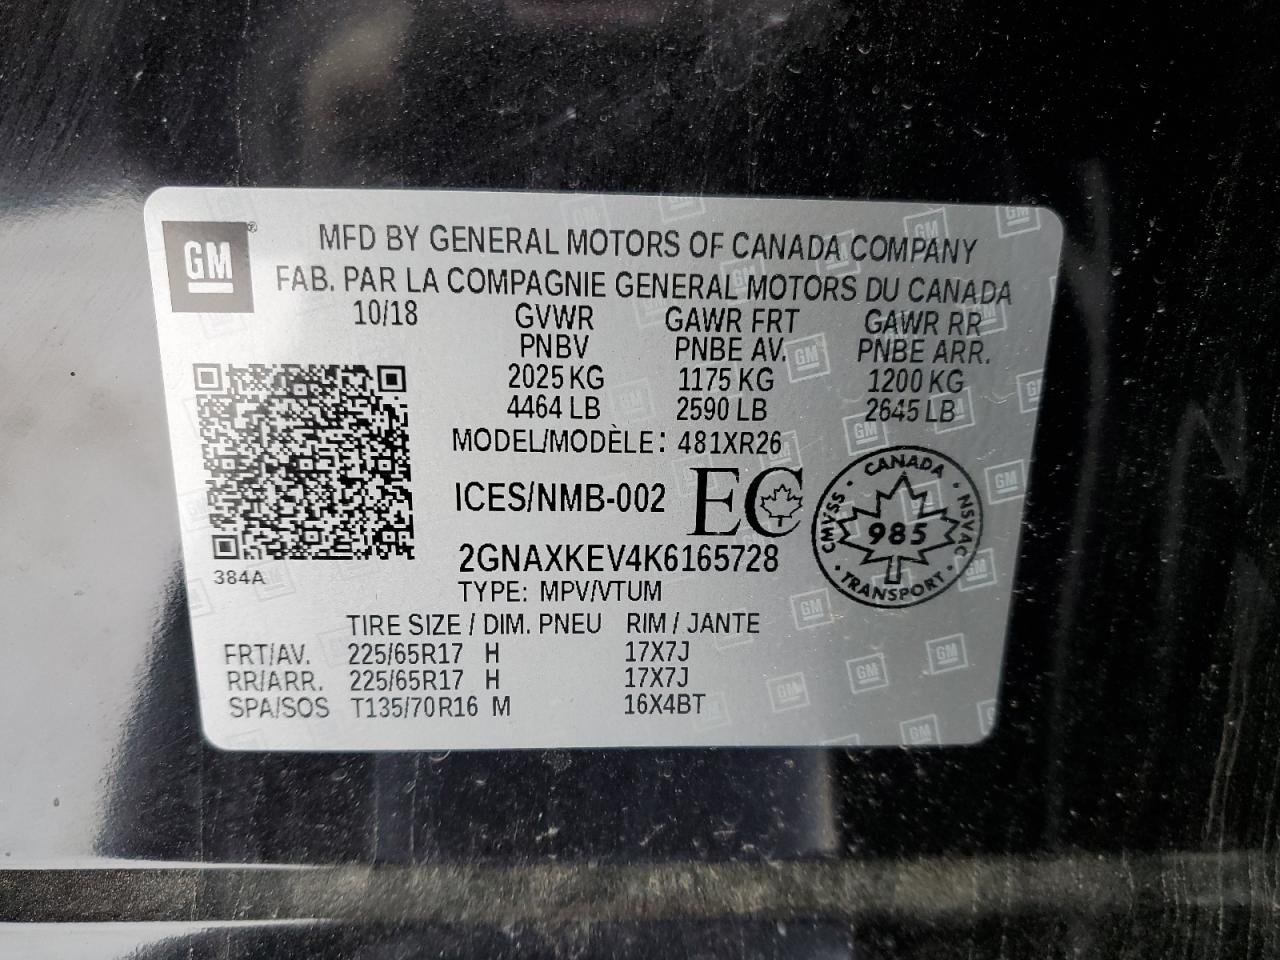 GM
MFD BY GENERAL MOTORS OF CANADA COMPANY
FAB. PAR LA COMPAGNIE GENERAL MOTORS DU CANADA
10/18 GVWR GAWR FRT GAWR RR
PNBV PNBE AV. PNBE ARR.
2025 KG 1175 KG 1200 KG
4464 LB 2590 LB 2645 LB
MODEL/MODÈLE: 481XR26
ICES/NMB-002 EC
CANADA
CMVSS 985 NSVAC
TRANSPORT
2GNAXKEV4K6165728
384A
TYPE: MPV/VTUM
TIRE SIZE / DIM. PNEU RIM / JANTE
FRT/AV. 225/65R17 H 17X7J
RR/ARR. 225/65R17 H 17X7J
SPA/SOS T135/70R16 M 16X4BT